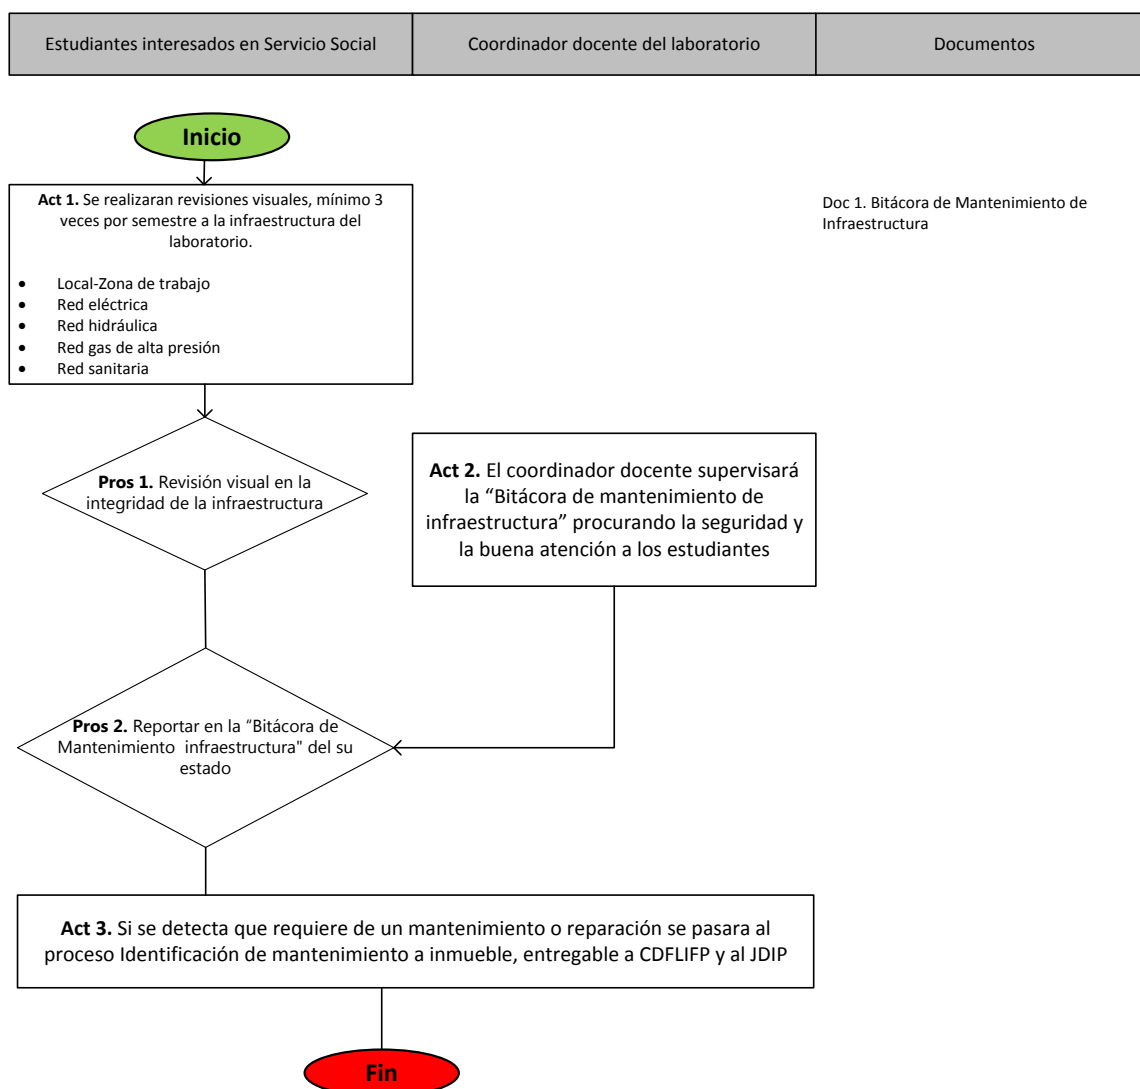 Estudiantes interesados en Servicio Social
Coordinador docente del laboratorio
Documentos
Inicio
Act 1. Se realizaran revisiones visuales, mínimo 3
veces por semestre a la infraestructura del
laboratorio.
• Local-Zona de trabajo
• Red eléctrica
• Red hidráulica
• Red gas de alta presión
• Red sanitaria
Doc 1. Bitácora de Mantenimiento de
Infraestructura
Pros 1. Revisión visual en la
integridad de la infraestructura
Act 2. El coordinador docente supervisará
la “Bitácora de mantenimiento de
infraestructura” procurando la seguridad y
la buena atención a los estudiantes
Pros 2. Reportar en la “Bitácora de
Mantenimiento infraestructura" del su
estado
Act 3. Si se detecta que requiere de un mantenimiento o reparación se pasara al
proceso Identificación de mantenimiento a inmueble, entregable a CDFLIFP y al JDIP
Fin